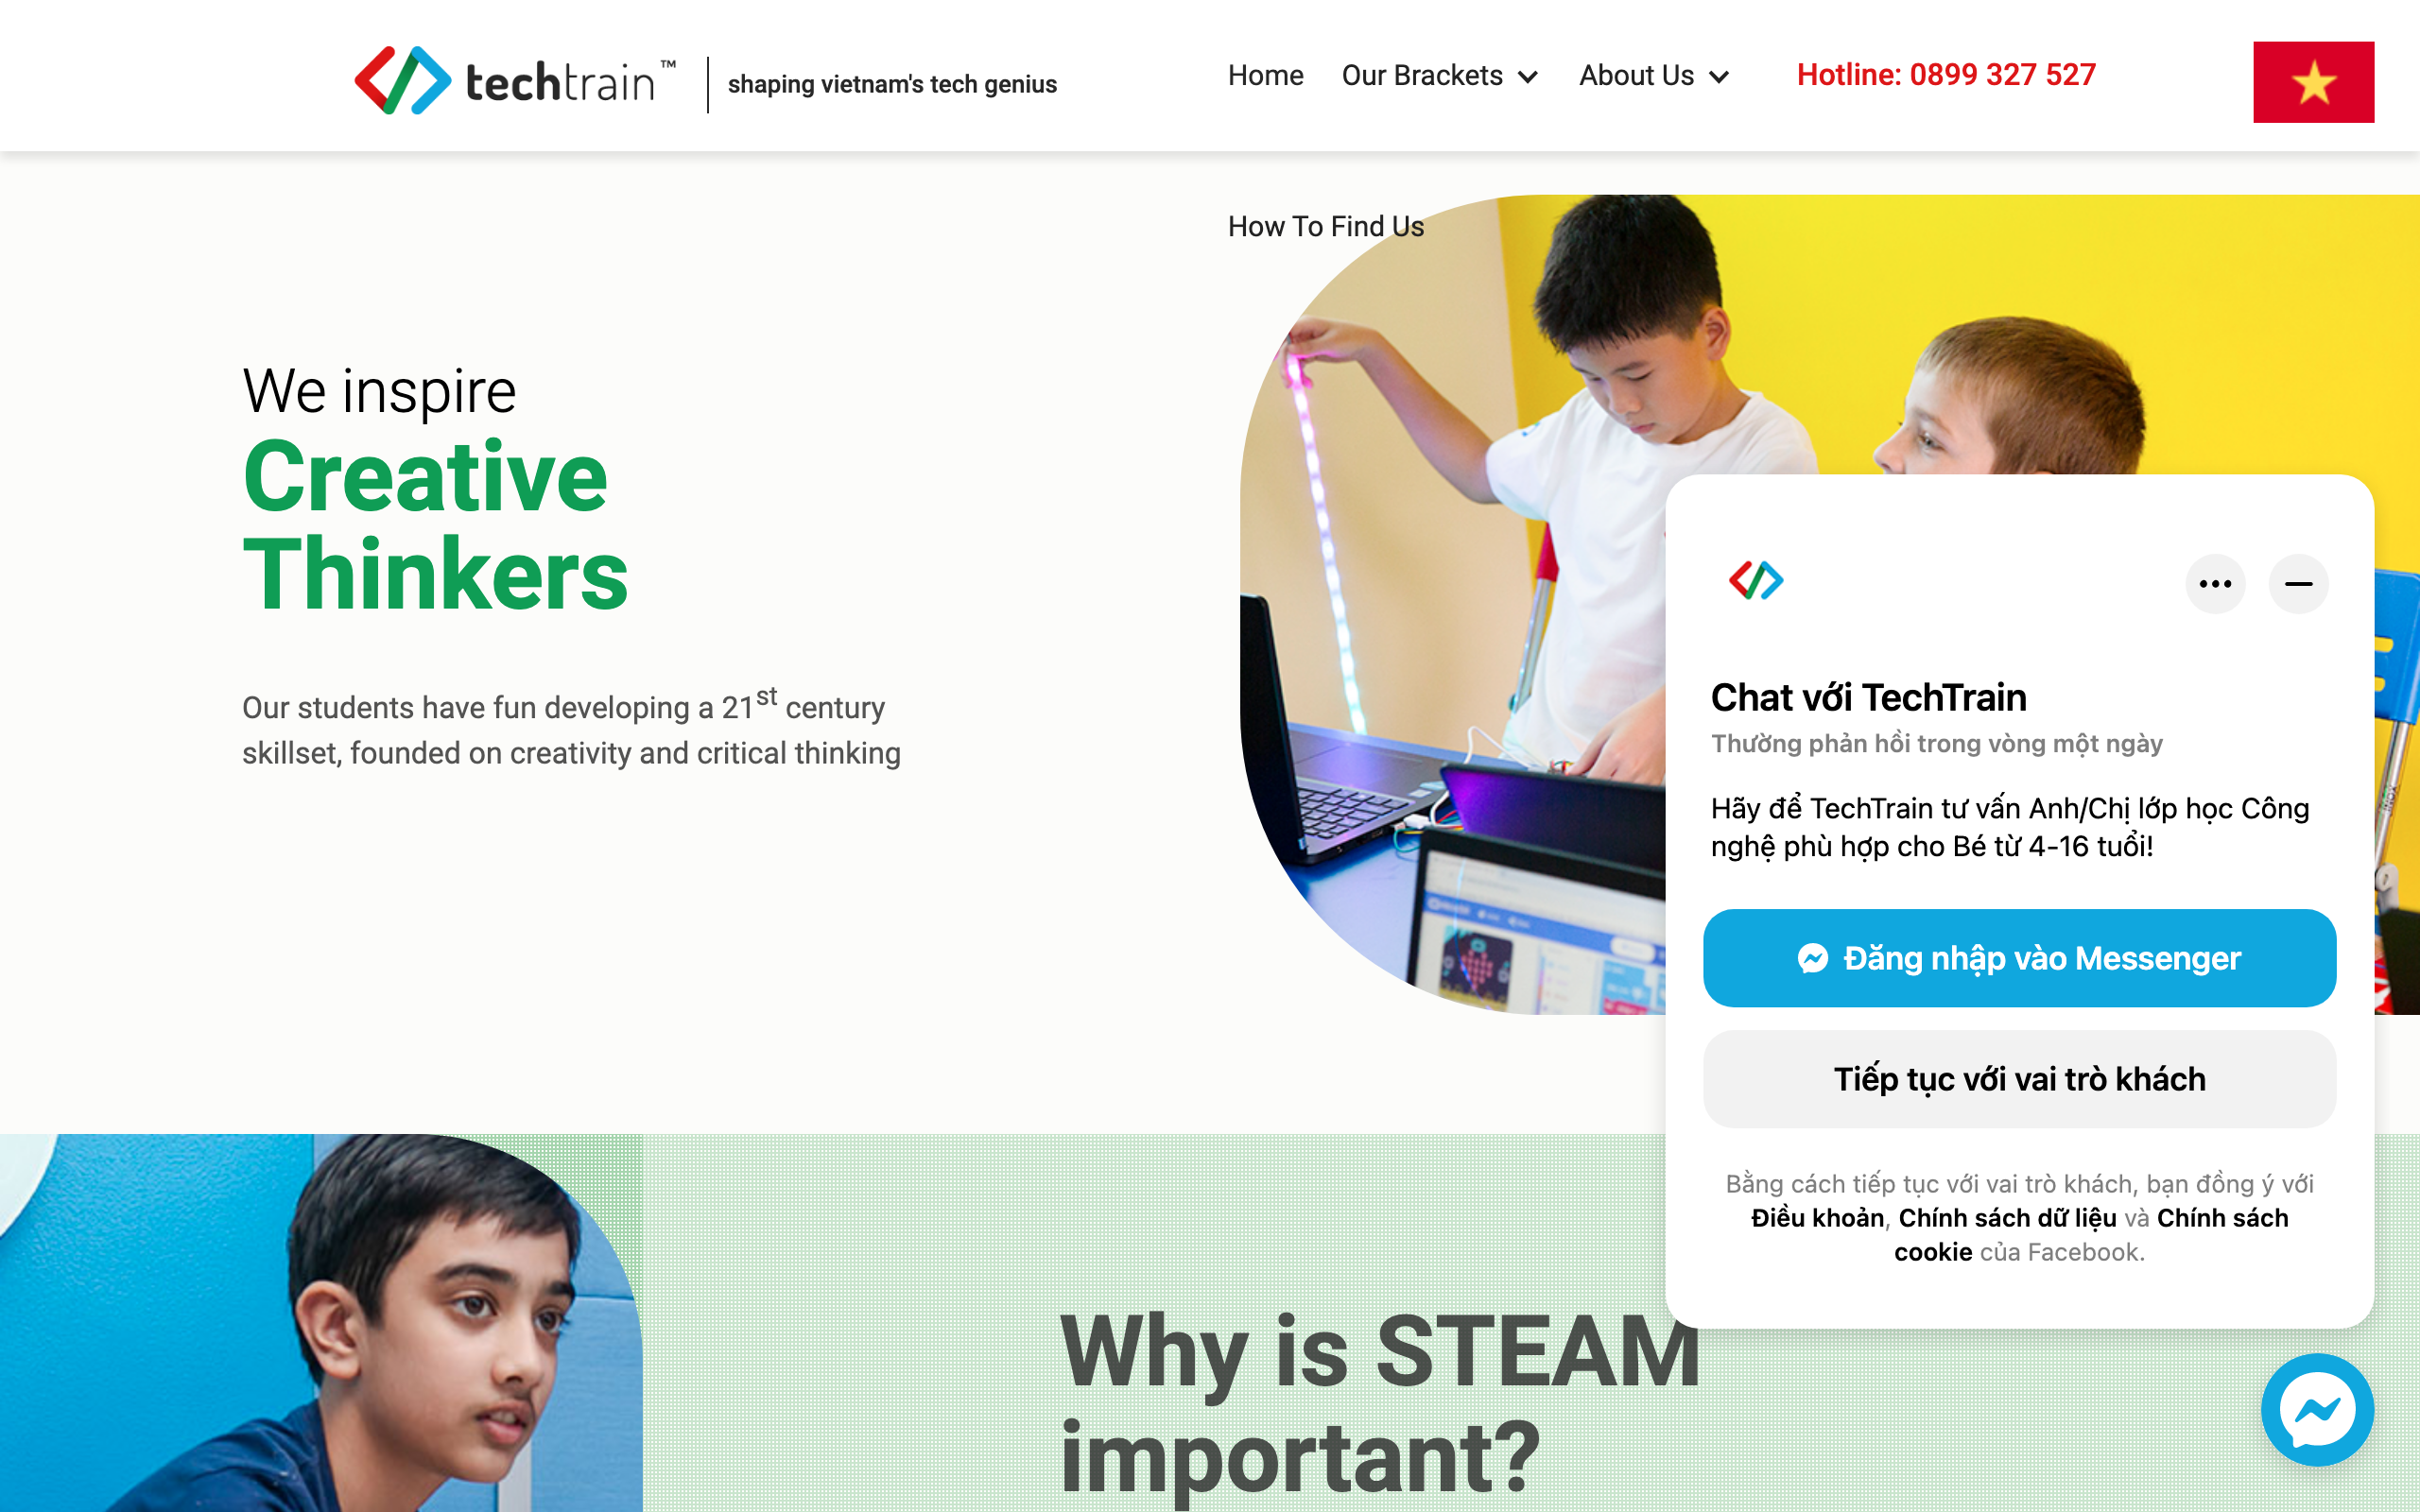 techtrain™
shaping vietnam's tech genius
Home
Our Brackets
About Us
Hotline: 0899 327 527
How To Find Us
We inspire
Creative
Thinkers
Our students have fun developing a 21st century
skillset, founded on creativity and critical thinking
Chat với TechTrain
Thường phản hồi trong vòng một ngày
Hãy để TechTrain tư vấn Anh/Chị lớp học Công
nghệ phù hợp cho Bé từ 4-16 tuổi!
Đăng nhập vào Messenger
Tiếp tục với vai trò khách
Bằng cách tiếp tục với vai trò khách, bạn đồng ý với
Điều khoản, Chính sách dữ liệu và Chính sách
cookie của Facebook.
Why is STEAM
important?